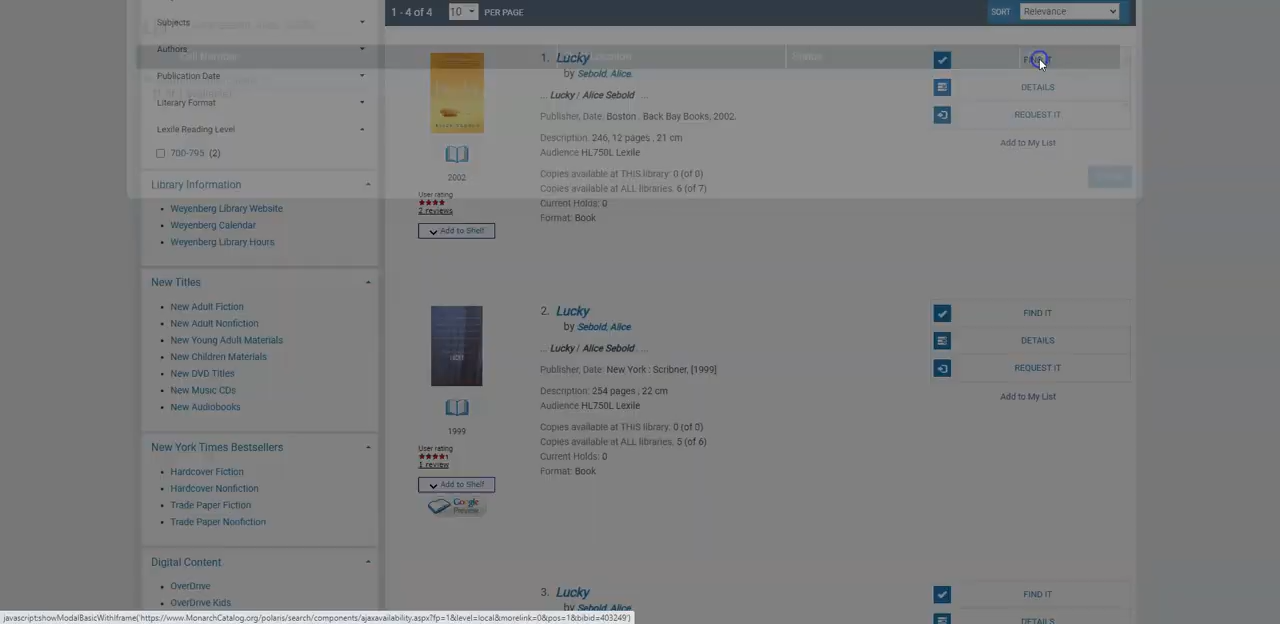 1 - 4 of 4
10
PER PAGE
SORT
Relevance
Subjects
Authors
Publication Date
Literary Format
Lexile Reading Level
700-795 (2)
Library Information
Weyenberg Library Website
Weyenberg Calendar
Weyenberg Library Hours
New Titles
New Adult Fiction
New Adult Nonfiction
New Young Adult Materials
New Children Materials
New DVD Titles
New Music CDs
New Audiobooks
New York Times Bestsellers
Hardcover Fiction
Hardcover Nonfiction
Trade Paper Fiction
Trade Paper Nonfiction
Digital Content
OverDrive
OverDrive Kids
2002
User rating
2 reviews
Add to Shelf
1. Lucky
by Sebold, Alice.
... Lucky / Alice Sebold ...
Publisher, Date: Boston : Back Bay Books, 2002.
Description: 246, 12 pages ; 21 cm
Audience HL750L Lexile
Copies available at THIS library: 0 (of 0)
Copies available at ALL libraries: 6 (of 7)
Current Holds: 0
Format: Book
DETAILS
REQUEST IT
Add to My List
LUCKY
1999
User rating
1 review
Add to Shelf
Google
Preview
2. Lucky
by Sebold, Alice
... Lucky / Alice Sebold. ...
Publisher, Date: New York : Scribner, [1999]
Description: 254 pages ; 22 cm
Audience HL750L Lexile
Copies available at THIS library: 0 (of 0)
Copies available at ALL libraries: 5 (of 6)
Current Holds: 0
Format: Book
FIND IT
DETAILS
REQUEST IT
Add to My List
3. Lucky
by Sebold, Alice
FIND IT
DETAILS
javascript:showModalBasicWithIframe('https://www.MonarchCatalog.org/polaris/search/components/ajaxavailability.aspx?fp=1&level=local&morelink=0&pos=1&bibid=403249')